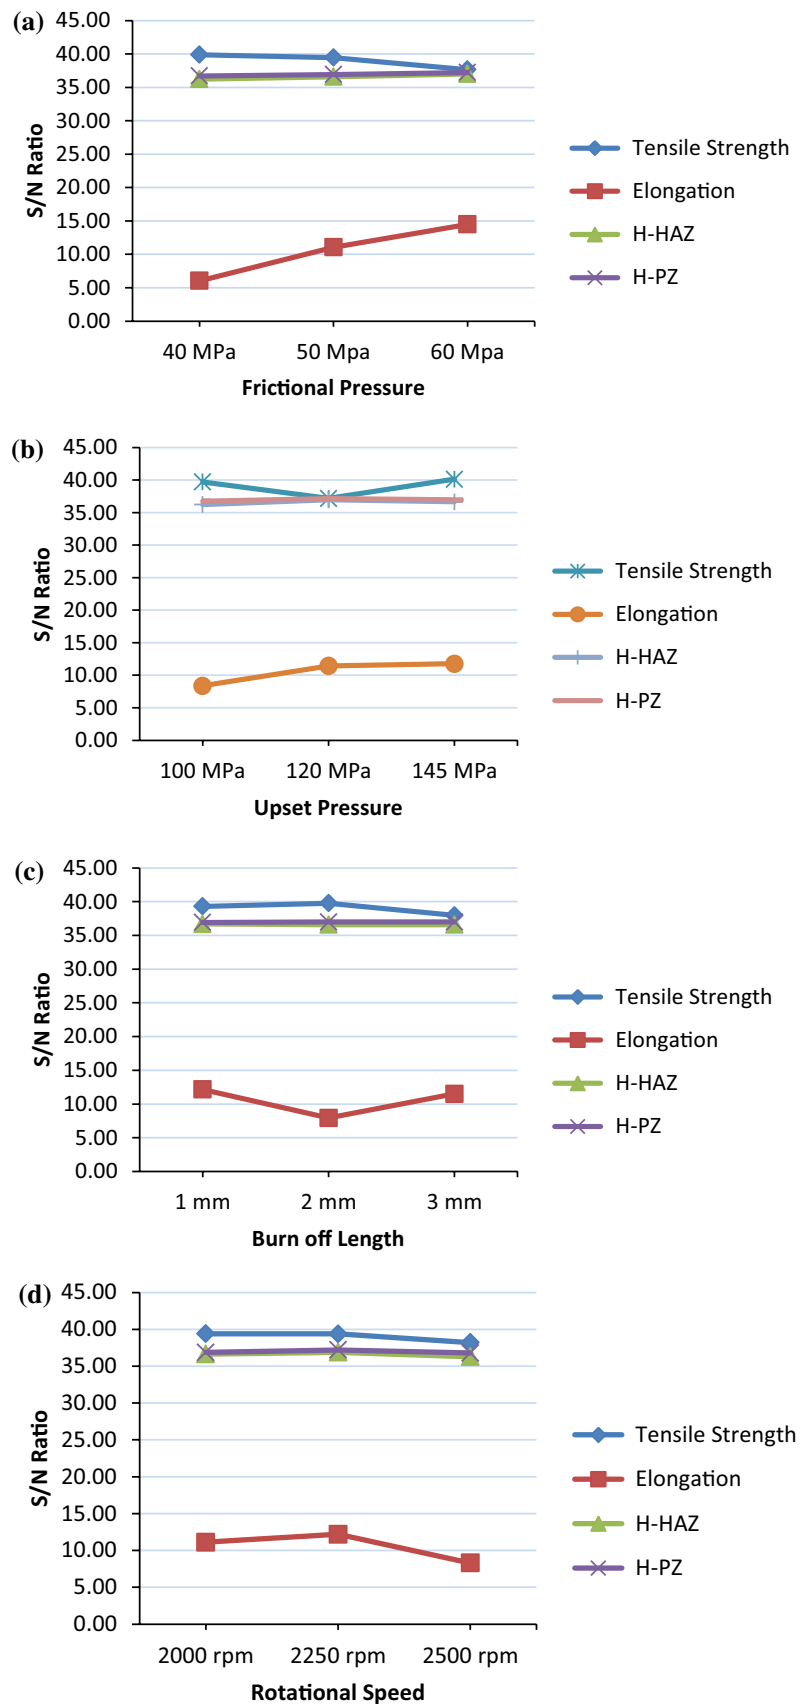 (a)
45.00
40.00
35.00
30.00
25.00
20.00
15.00
10.00
5.00
0.00
S/N Ratio
40 MPa 50 Mpa 60 Mpa
Frictional Pressure
Tensile Strength
Elongation
H-HAZ
H-PZ
(b)
45.00
40.00
35.00
30.00
25.00
20.00
15.00
10.00
5.00
0.00
S/N Ratio
100 MPa 120 MPa 145 MPa
Upset Pressure
Tensile Strength
Elongation
H-HAZ
H-PZ
(c)
45.00
40.00
35.00
30.00
25.00
20.00
15.00
10.00
5.00
0.00
S/N Ratio
1 mm 2 mm 3 mm
Burn off Length
Tensile Strength
Elongation
H-HAZ
H-PZ
(d)
45.00
40.00
35.00
30.00
25.00
20.00
15.00
10.00
5.00
0.00
S/N Ratio
2000 rpm 2250 rpm 2500 rpm
Rotational Speed
Tensile Strength
Elongation
H-HAZ
H-PZ